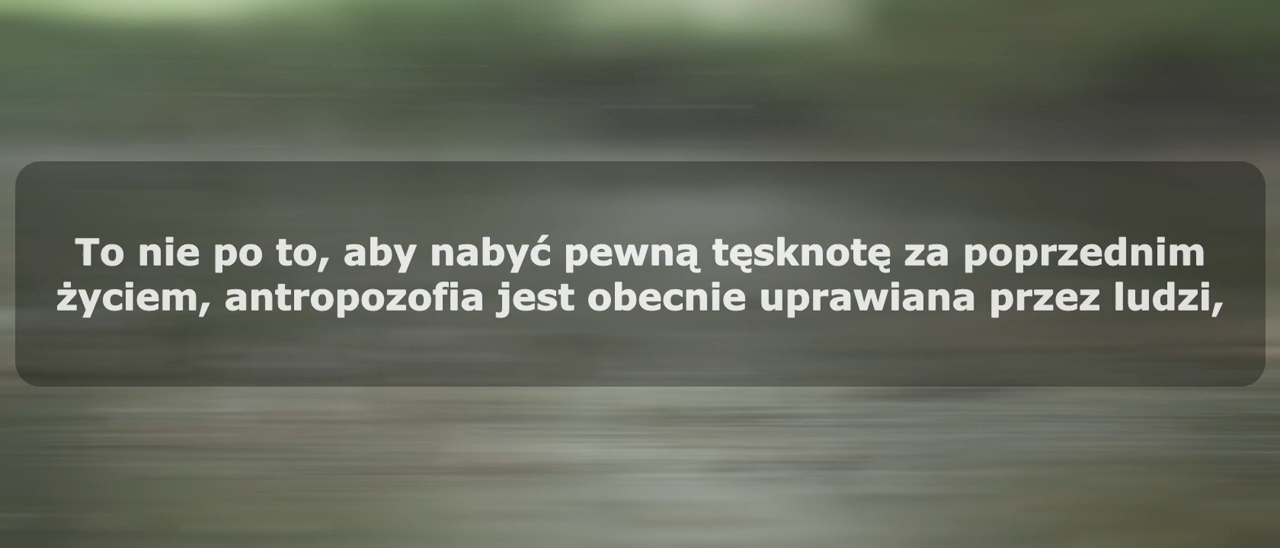 To nie po to, aby nabyć pewną tęsknotę za poprzednim
życiem, antropozofia jest obecnie uprawiana przez ludzi,